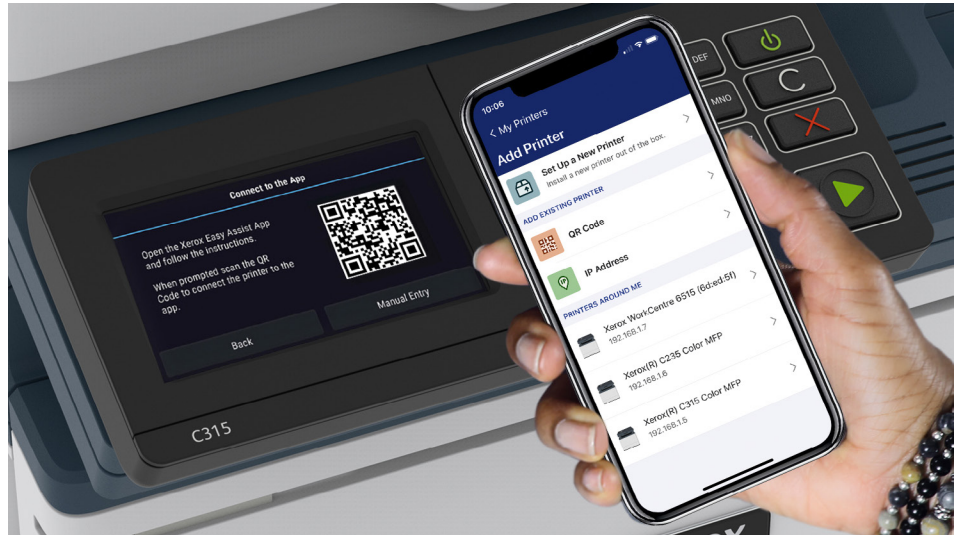 Connect to the App
Open the Xerox Easy Assist App
and follow the instructions.
When prompted scan the QR
Code to connect the printer to the
app.
Back
Manual Entry
C315
10:06
< My Printers
Add Printer
Set Up a New Printer
Install a new printer out of the box.
ADD EXISTING PRINTER
QR Code
IP
IP Address
PRINTERS AROUND ME
Xerox WorkCentre 6515 (6d:ed:5f)
192.168.1.7
Xerox(R) C235 Color MFP
192.168.1.6
Xerox(R) C315 Color MFP
192.168.1.5
DEF
MNO
C